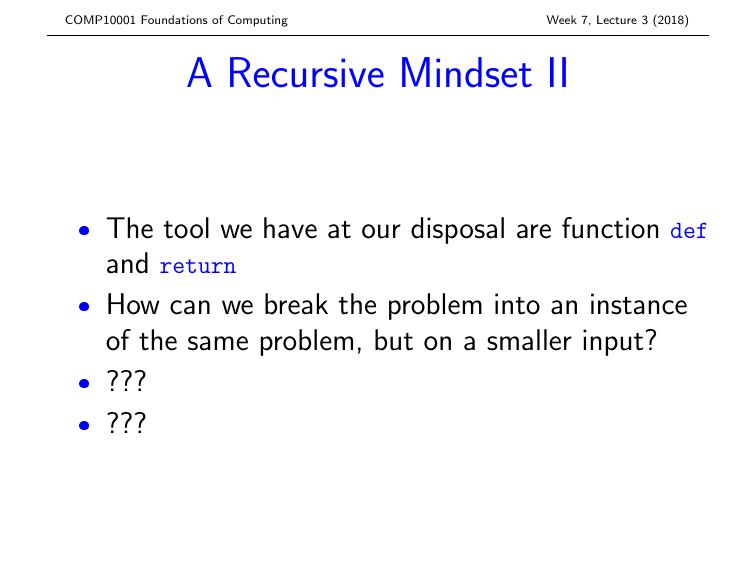 COMP10001 Foundations of Computing Week 7, Lecture 3 (2018)
A Recursive Mindset II
• The tool we have at our disposal are function def
and return
• How can we break the problem into an instance
of the same problem, but on a smaller input?
• ???
• ???